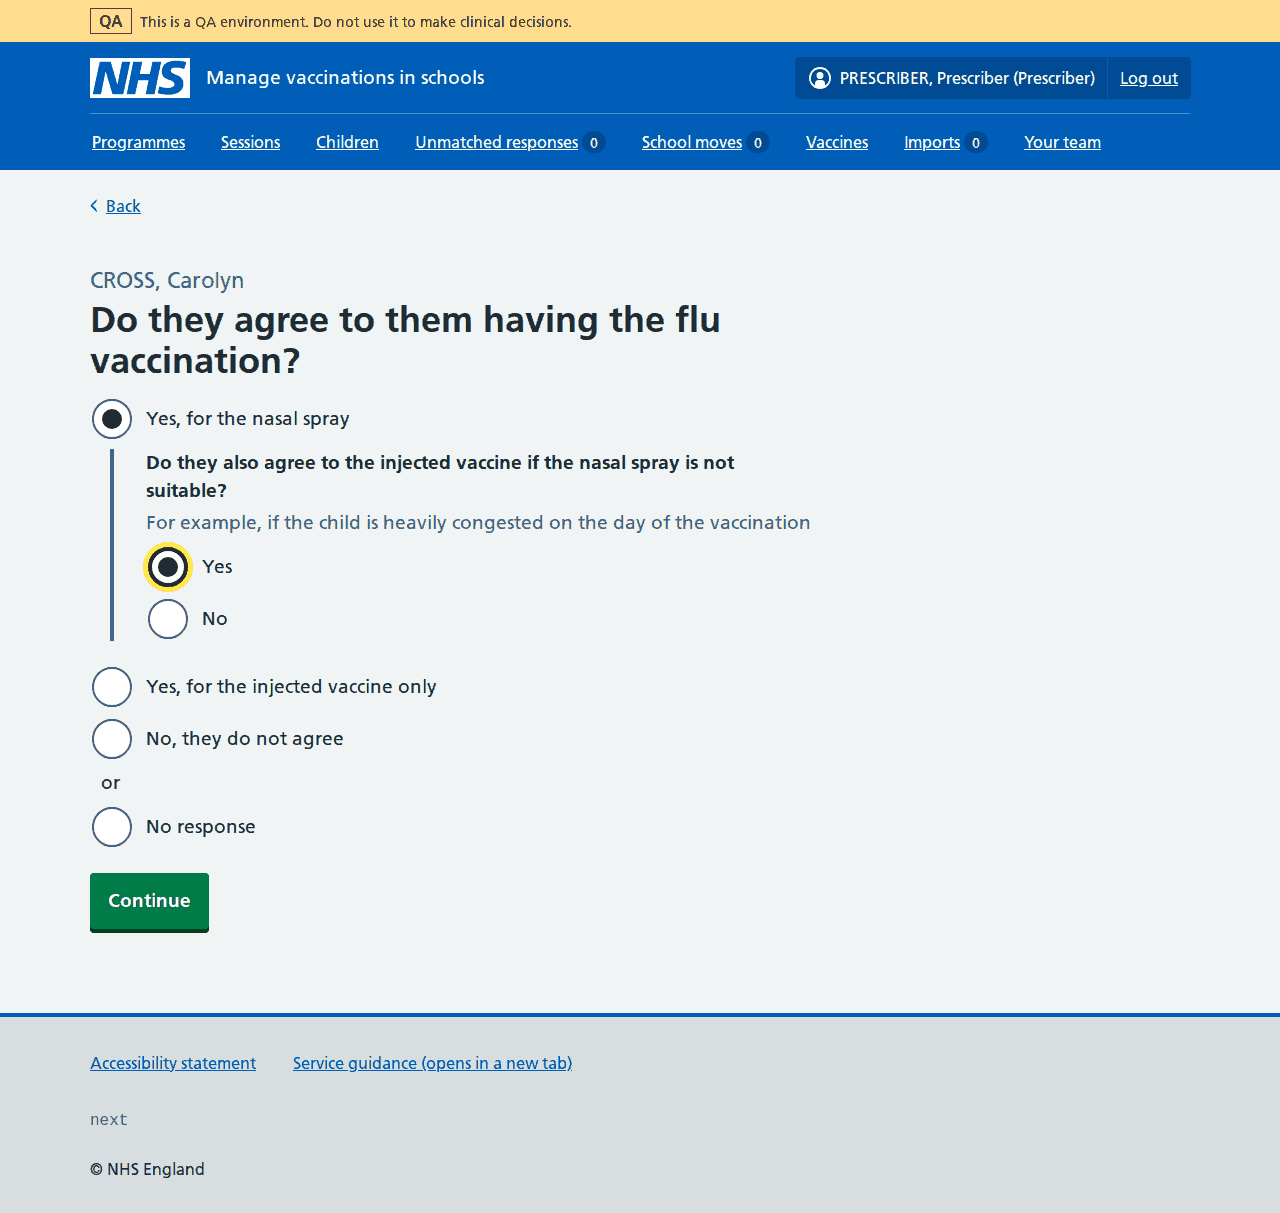 QA This is a QA environment. Do not use it to make clinical decisions.
NHS Manage vaccinations in schools PRESCRIBER, Prescriber (Prescriber) Log out
Programmes Sessions Children Unmatched responses 0 School moves 0 Vaccines Imports 0 Your team
Back
CROSS, Carolyn
Do they agree to them having the flu
vaccination?
Yes, for the nasal spray
Do they also agree to the injected vaccine if the nasal spray is not
suitable?
For example, if the child is heavily congested on the day of the vaccination
Yes
No
Yes, for the injected vaccine only
No, they do not agree
or
No response
Continue
Accessibility statement Service guidance (opens in a new tab)
next
© NHS England